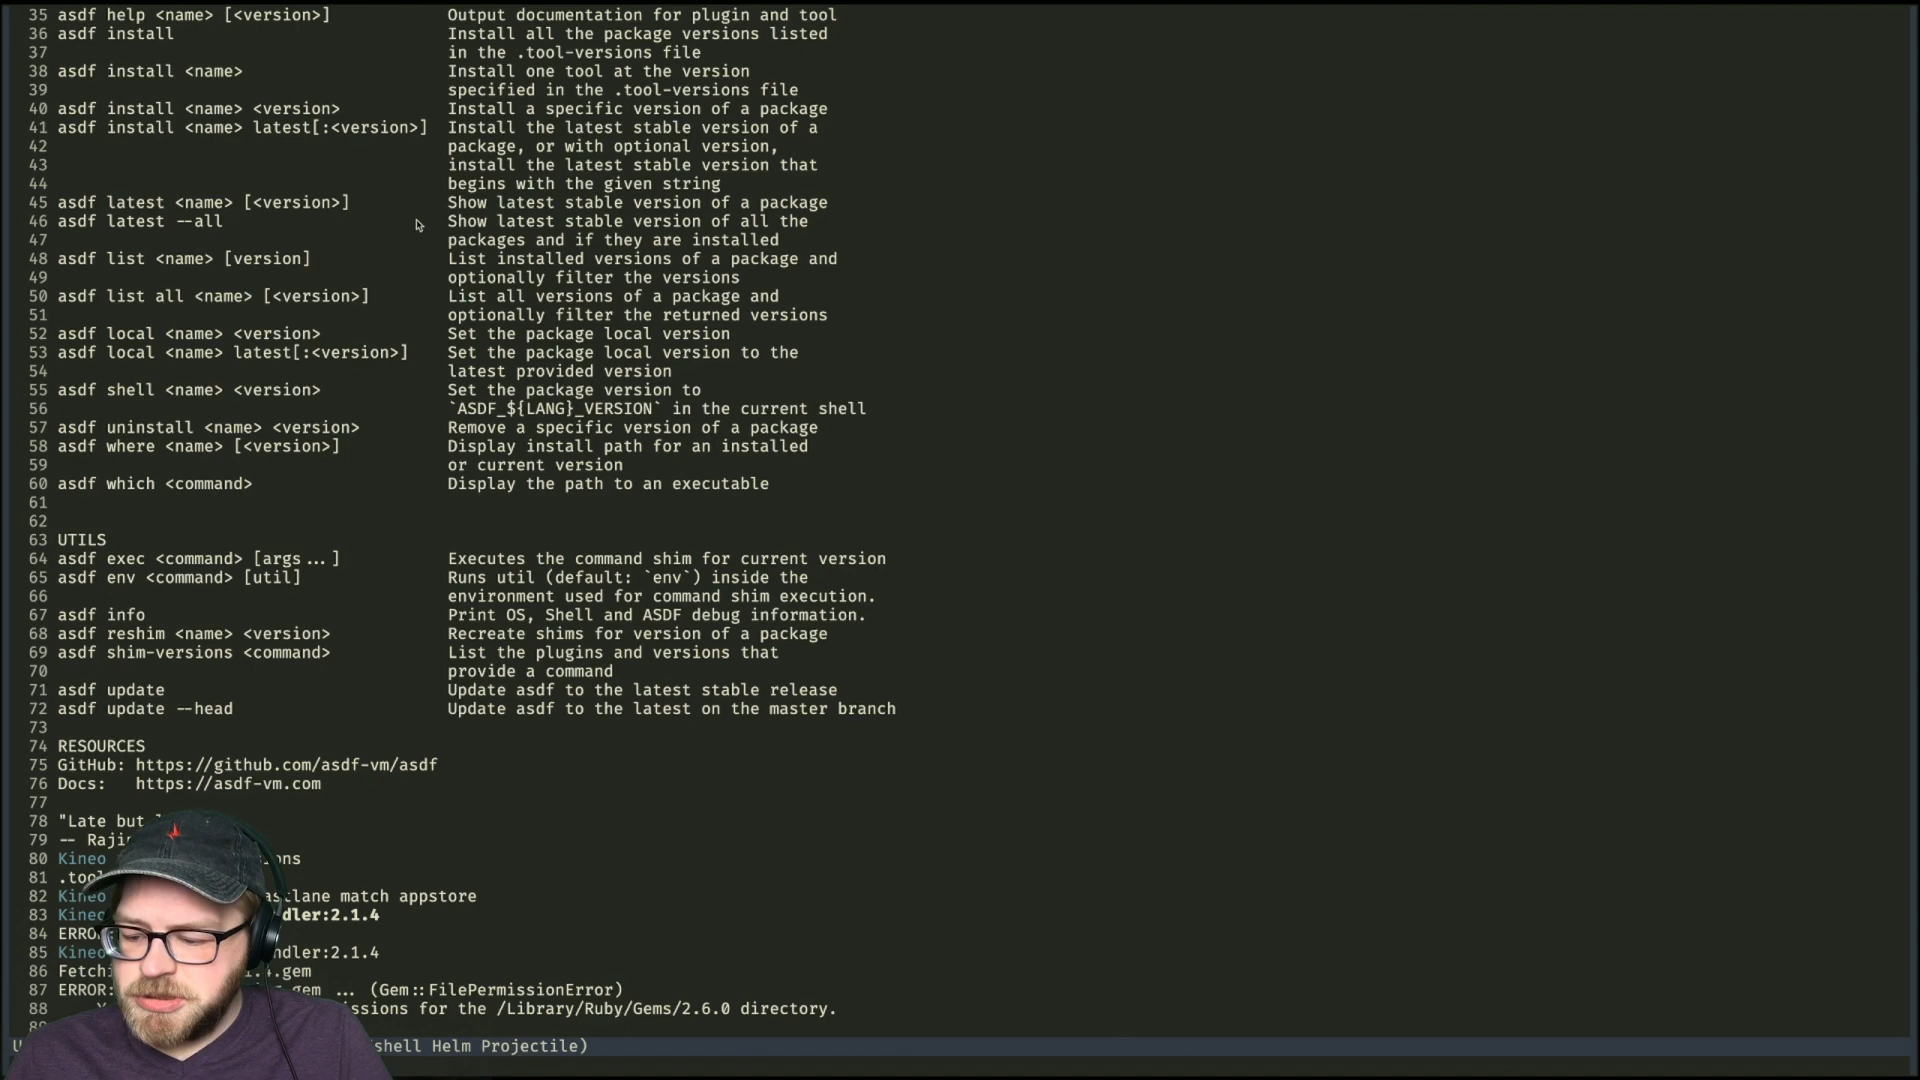 35 asdf help <name> [<version>] Output documentation for plugin and tool
36 asdf install Install all the package versions listed
37 in the .tool-versions file
38 asdf install <name> Install one tool at the version
39 specified in the .tool-versions file
40 asdf install <name> <version> Install a specific version of a package
41 asdf install <name> latest[:<version>] Install the latest stable version of a
42 package, or with optional version,
43 install the latest stable version that
44 begins with the given string
45 asdf latest <name> [<version>] Show latest stable version of a package
46 asdf latest --all Show latest stable version of all the
47 packages and if they are installed
48 asdf list <name> [version] List installed versions of a package and
49 optionally filter the versions
50 asdf list all <name> [<version>] List all versions of a package and
51 optionally filter the returned versions
52 asdf local <name> <version> Set the package local version
53 asdf local <name> latest[:<version>] Set the package local version to the
54 latest provided version
55 asdf shell <name> <version> Set the package version to
56 `ASDF_${LANG}_VERSION` in the current shell
57 asdf uninstall <name> <version> Remove a specific version of a package
58 asdf where <name> [<version>] Display install path for an installed
59 or current version
60 asdf which <command> Display the path to an executable
61
62
63 UTILS
64 asdf exec <command> [args...] Executes the command shim for current version
65 asdf env <command> [util] Runs util (default: `env`) inside the
66 environment used for command shim execution.
67 asdf info Print OS, Shell and ASDF debug information.
68 asdf reshim <name> <version> Recreate shims for version of a package
69 asdf shim-versions <command> List the plugins and versions that
70 provide a command
71 asdf update Update asdf to the latest stable release
72 asdf update --head Update asdf to the latest on the master branch
73
74 RESOURCES
75 GitHub: https://github.com/asdf-vm/asdf
76 Docs: https://asdf-vm.com
77
78 "Late but
79 -- Raji
80 Kineo ions
81 .tool
82 Kineo astlane match appstore
83 Kineo dler:2.1.4
84 ERRO
85 Kineo ndler:2.1.4
86 Fetchi .4.gem
87 ERROR: gem ... (Gem::FilePermissionError)
88 issions for the /Library/Ruby/Gems/2.6.0 directory.
89
shell Helm Projectile)